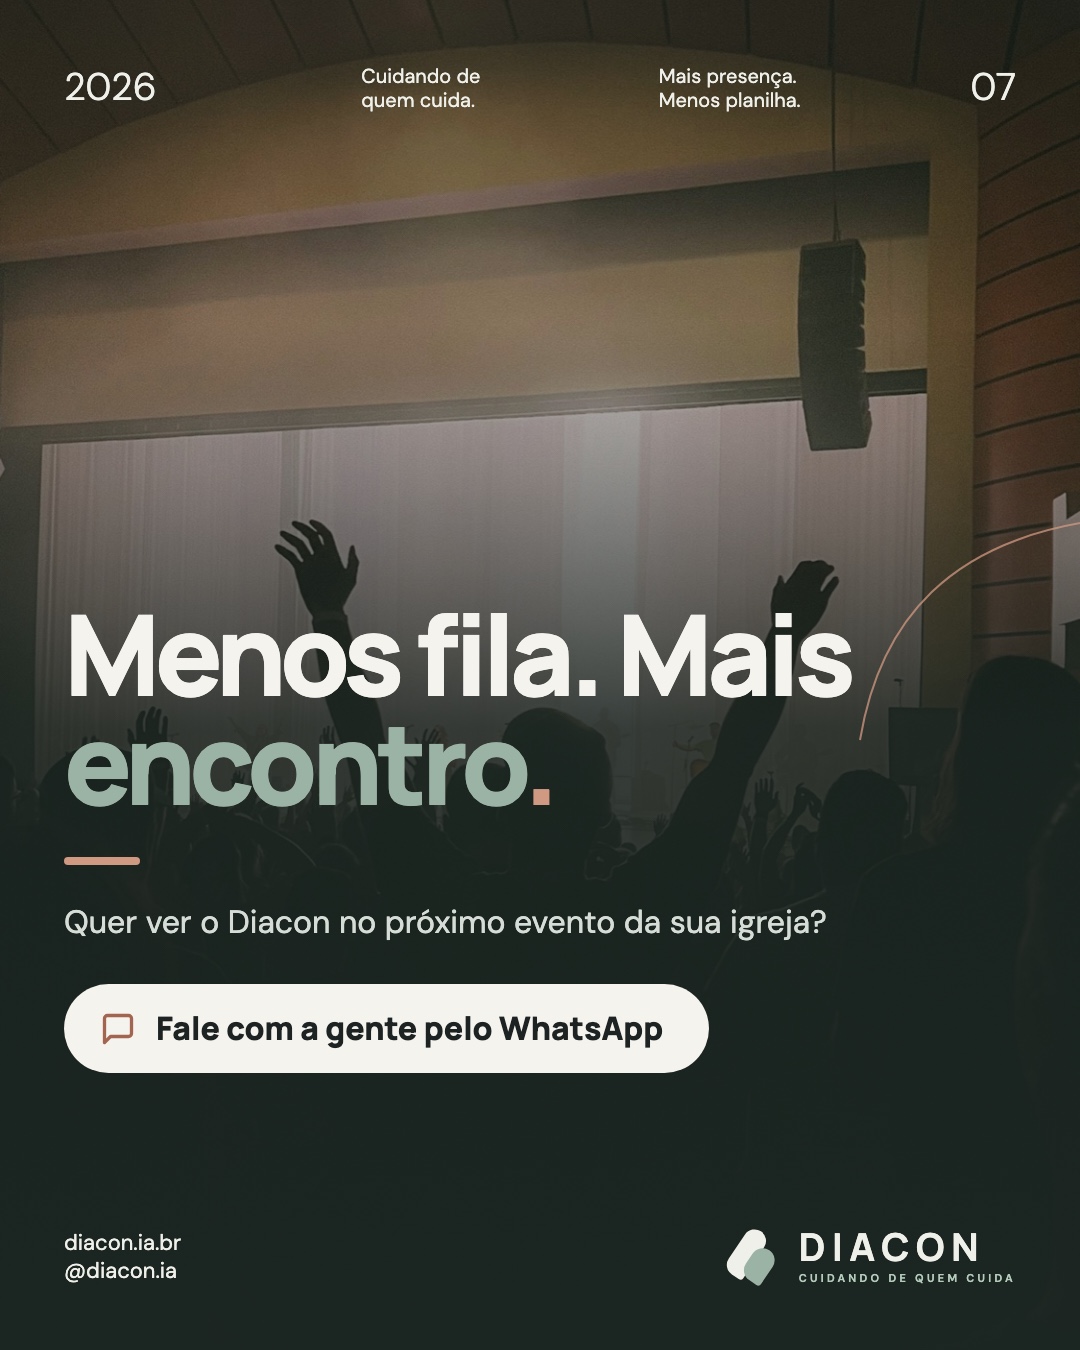 2026
Cuidando de
quem cuida.
Mais presença.
Menos planilha.
07
Menos fila. Mais
encontro.
Quer ver o Diacon no próximo evento da sua igreja?
Fale com a gente pelo WhatsApp
diacon.ia.br
@diacon.ia
DIACON
CUIDANDO DE QUEM CUIDA